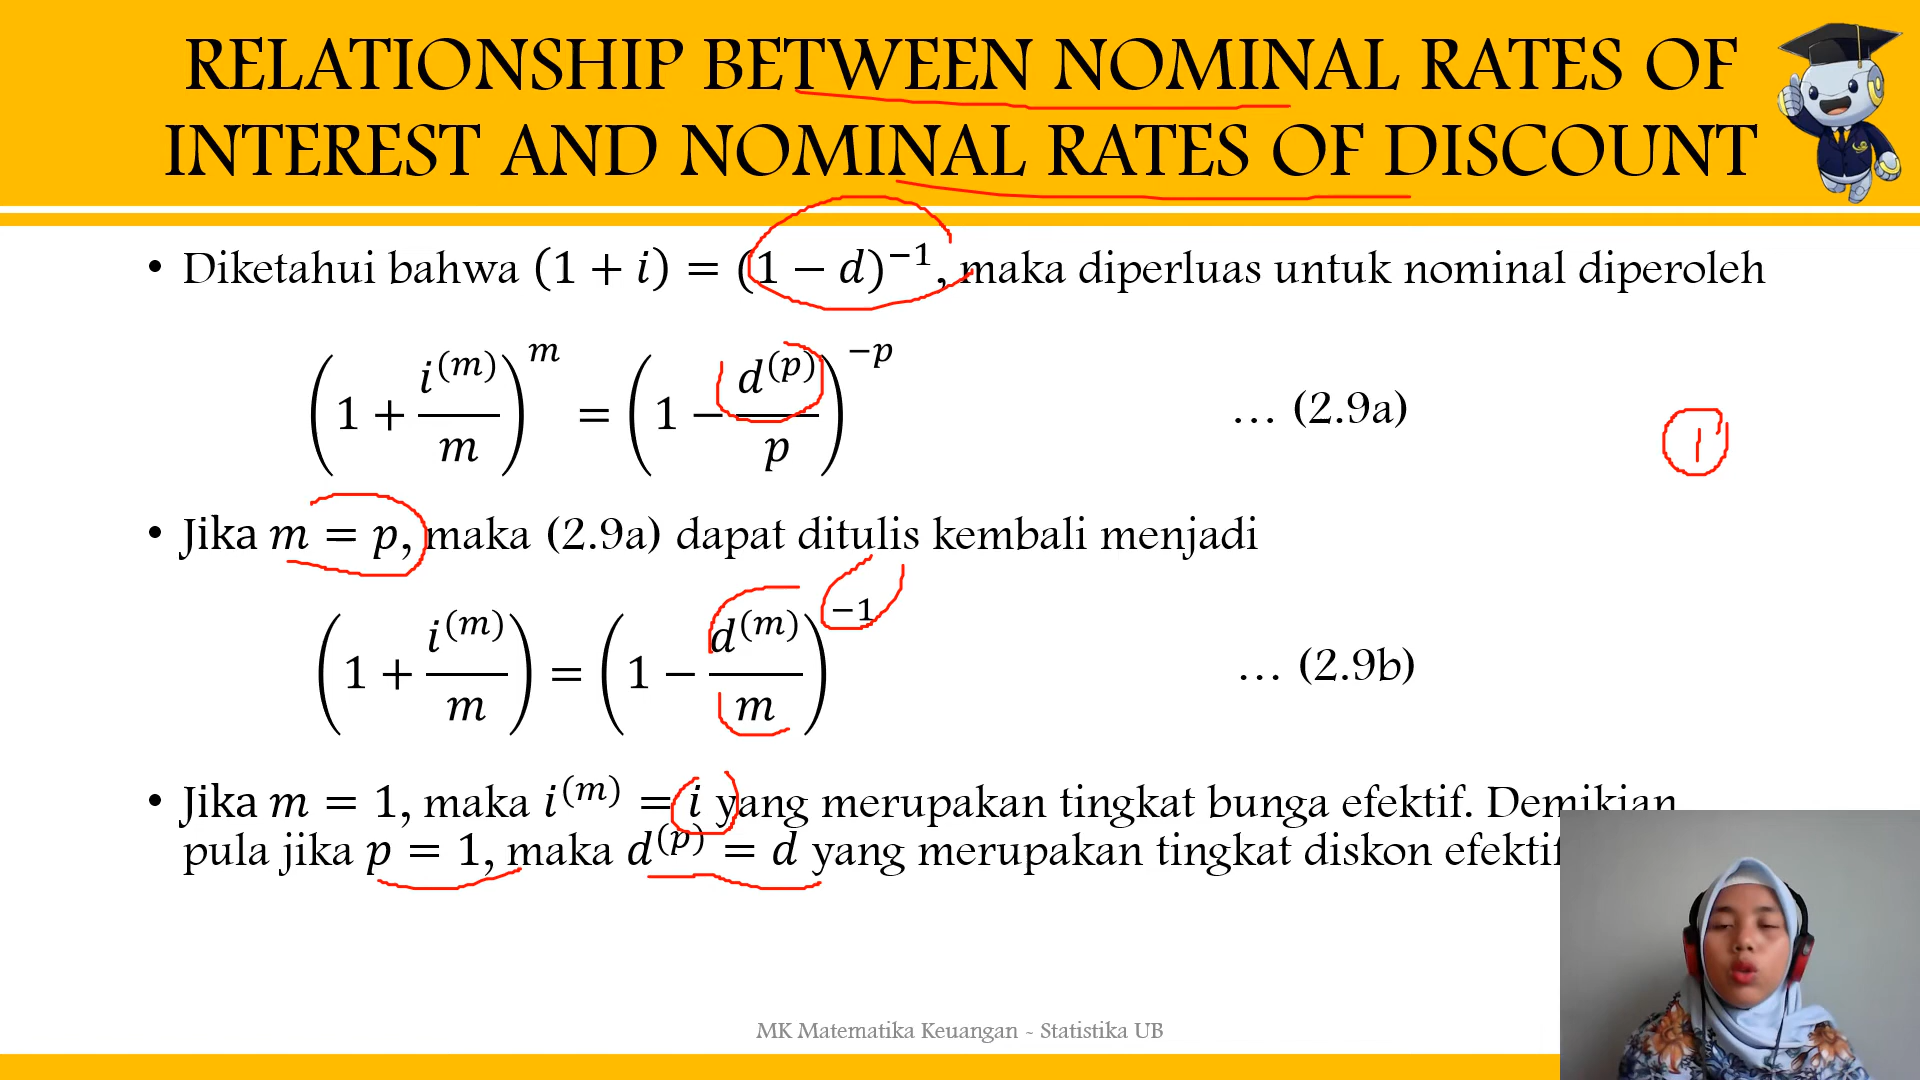 RELATIONSHIP BETWEEN NOMINAL RATES OF
INTEREST AND NOMINAL RATES OF DISCOUNT
• Diketahui bahwa (1 + i) = (1 − d)⁻¹, maka diperluas untuk nominal diperoleh
(1 + i^(m)/m)^m = (1 − d^(p)/p)^−p … (2.9a)
1
• Jika m = p, maka (2.9a) dapat ditulis kembali menjadi
(1 + i^(m)/m) = (1 − d^(m)/m)^−1 … (2.9b)
• Jika m = 1, maka i^(m) = i yang merupakan tingkat bunga efektif. Demikian
pula jika p = 1, maka d^(p) = d yang merupakan tingkat diskon efektif
MK Matematika Keuangan ~ Statistika UB